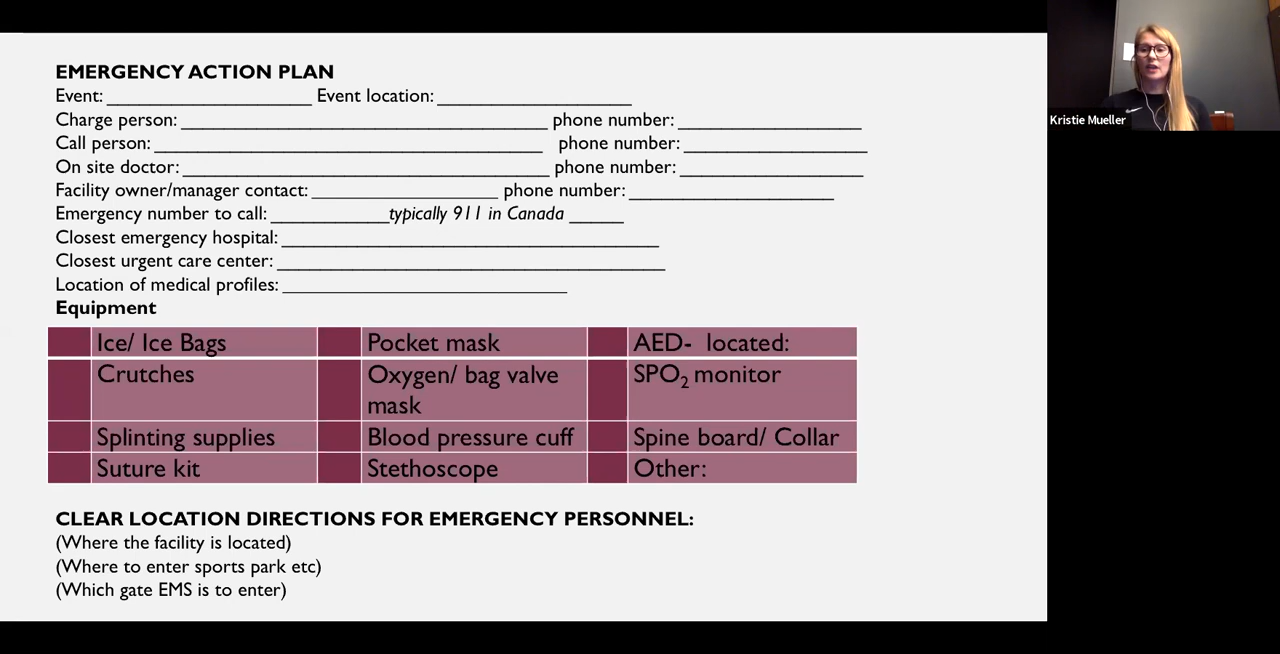 EMERGENCY ACTION PLAN
Event: ____________________ Event location: ___________________
Charge person: ____________________________________ phone number: __________________
Call person: ______________________________________ phone number: __________________
On site doctor: ____________________________________ phone number: __________________
Facility owner/manager contact: __________________ phone number: ____________________
Emergency number to call: ____________typically 911 in Canada _____
Closest emergency hospital: _____________________________________
Closest urgent care center: ______________________________________
Location of medical profiles: ____________________________
Equipment
Ice/ Ice Bags Pocket mask AED- located:
Crutches Oxygen/ bag valve mask SPO2 monitor
Splinting supplies Blood pressure cuff Spine board/ Collar
Suture kit Stethoscope Other:
CLEAR LOCATION DIRECTIONS FOR EMERGENCY PERSONNEL:
(Where the facility is located)
(Where to enter sports park etc)
(Which gate EMS is to enter)
Kristie Mueller